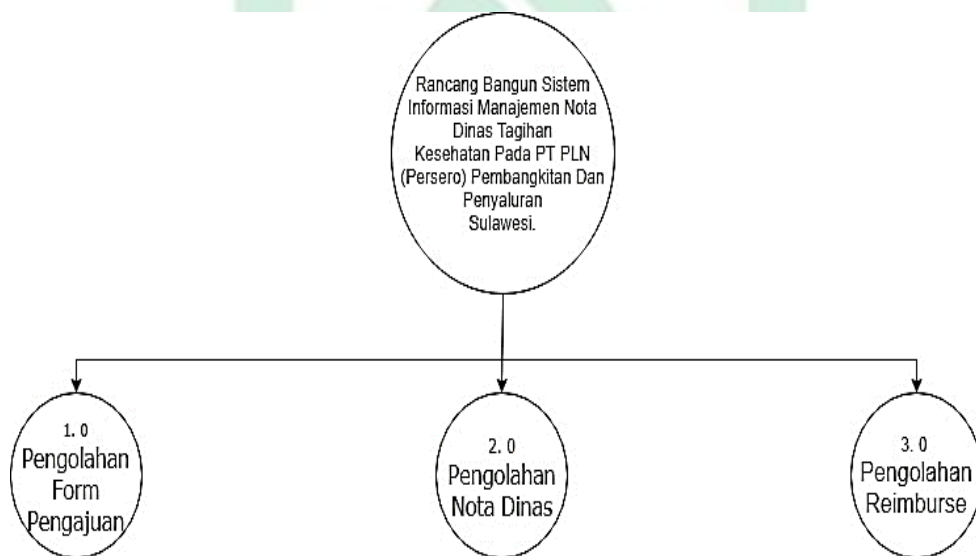 Rancang Bangun Sistem
Informasi Manajemen Nota
Dinas Tagihan
Kesehatan Pada PT PLN
(Persero) Pembangkitan Dan
Penyaluran
Sulawesi.
1. 0
Pengolahan
Form
Pengajuan
2. 0
Pengolahan
Nota Dinas
3. 0
Pengolahan
Reimburse